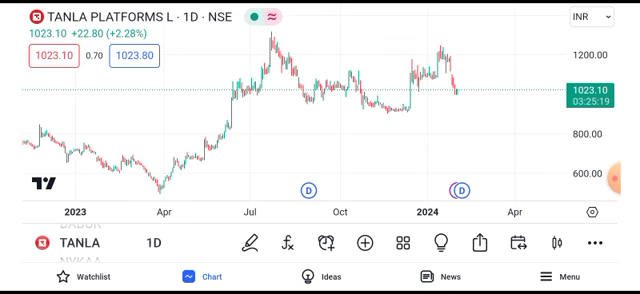 TANLA PLATFORMS L · 1D · NSE
INR
1023.10 +22.80 (+2.28%)
1023.10 0.70 1023.80
1200.00
1023.10
03:25:19
800.00
600.00
D D
2023 Apr Jul Oct 2024 Apr
TANLA 1D
Watchlist Chart Ideas News Menu